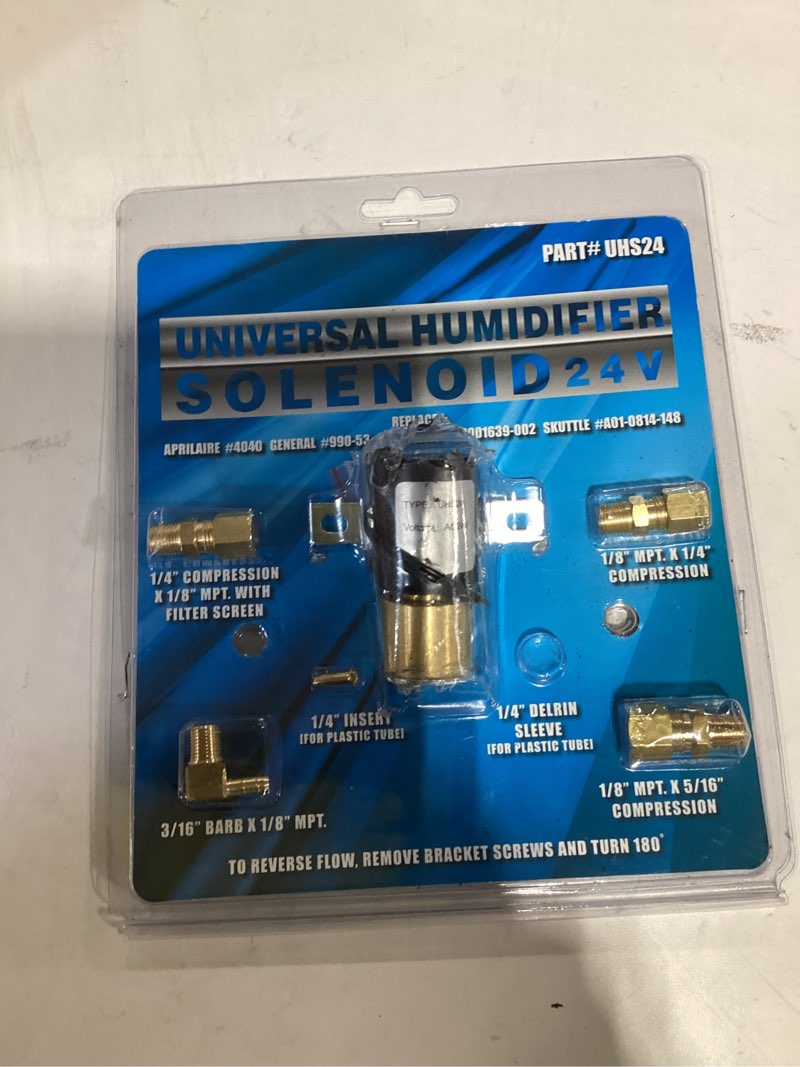 PART# UHS24
UNIVERSAL HUMIDIFIER
SOLENOID 24V
APRILAIRE #4040 GENERAL #990-53 001639-002 SKUTTLE #A01-0814-148
TYPE:
Voltage:
1/4" COMPRESSION
X 1/8" MPT. WITH
FILTER SCREEN
1/8" MPT. X 1/4"
COMPRESSION
1/4" INSERT
[FOR PLASTIC TUBE]
1/4" DELRIN
SLEEVE
[FOR PLASTIC TUBE]
3/16" BARB X 1/8" MPT.
1/8" MPT. X 5/16"
COMPRESSION
TO REVERSE FLOW, REMOVE BRACKET SCREWS AND TURN 180°